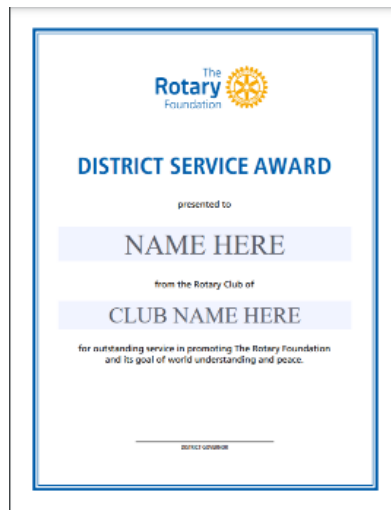 The
Rotary
Foundation
DISTRICT SERVICE AWARD
presented to
NAME HERE
from the Rotary Club of
CLUB NAME HERE
for outstanding service in promoting The Rotary Foundation
and its goal of world understanding and peace.
DISTRICT GOVERNOR